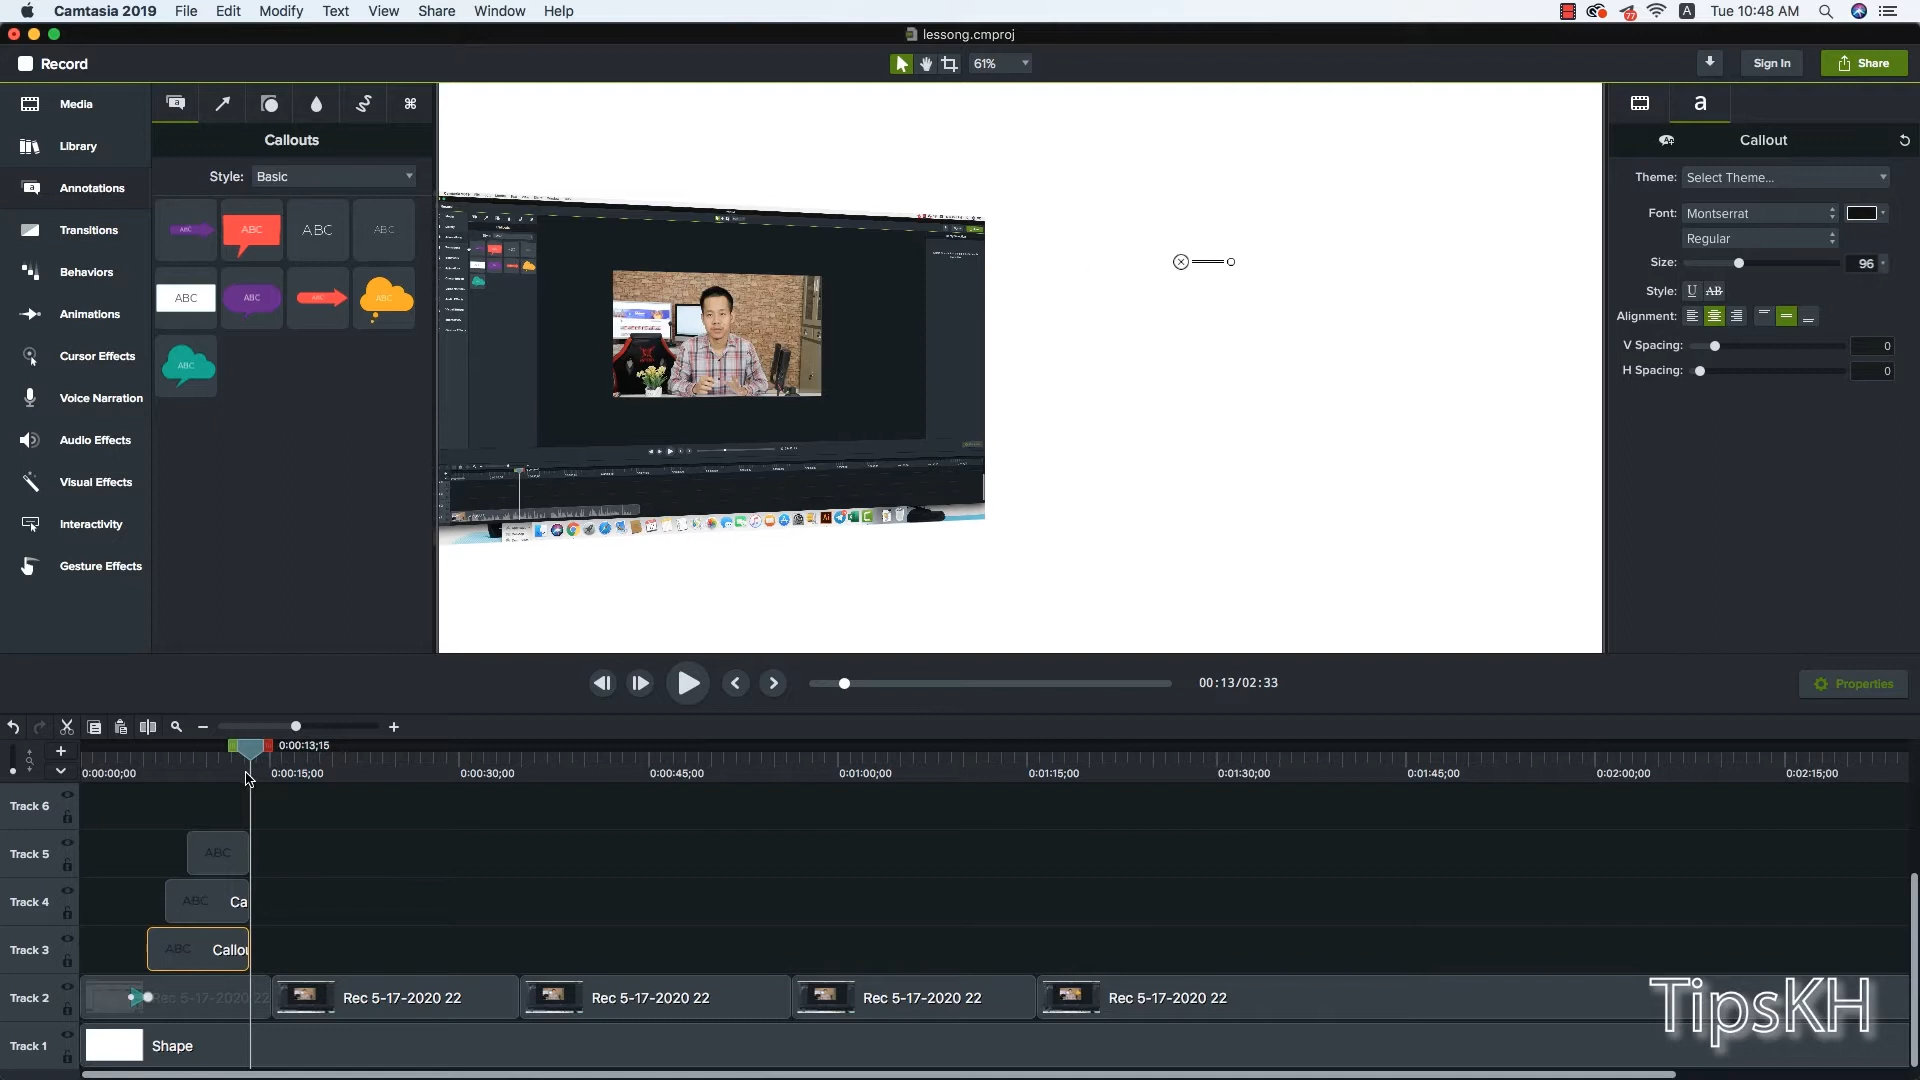 Camtasia 2019 File Edit Modify Text View Share Window Help
77 A Tue 10:48 AM
lessong.cmproj
Record
61%
Sign In
Share
Media
Library
Annotations
Transitions
Behaviors
Animations
Cursor Effects
Voice Narration
Audio Effects
Visual Effects
Interactivity
Gesture Effects
a
Callouts
Style: Basic
ABC ABC ABC ABC
ABC ABC ABC ABC
ABC
a
Callout
Theme: Select Theme...
Font: Montserrat
Regular
Size: 96
Style: U AB
Alignment:
V Spacing: 0
H Spacing: 0
00:13/02:33
Properties
0:00:13;15
0:00:00;00 0:00:15;00 0:00:30;00 0:00:45;00 0:01:00;00 0:01:15;00 0:01:30;00 0:01:45;00 0:02:00;00 0:02:15;00
Track 6
Track 5 ABC
Track 4 ABC Ca
Track 3 ABC Callou
Track 2 Rec 5-17-2020 22 Rec 5-17-2020 22 Rec 5-17-2020 22 Rec 5-17-2020 22 Rec 5-17-2020 22
Track 1 Shape
TipsKH